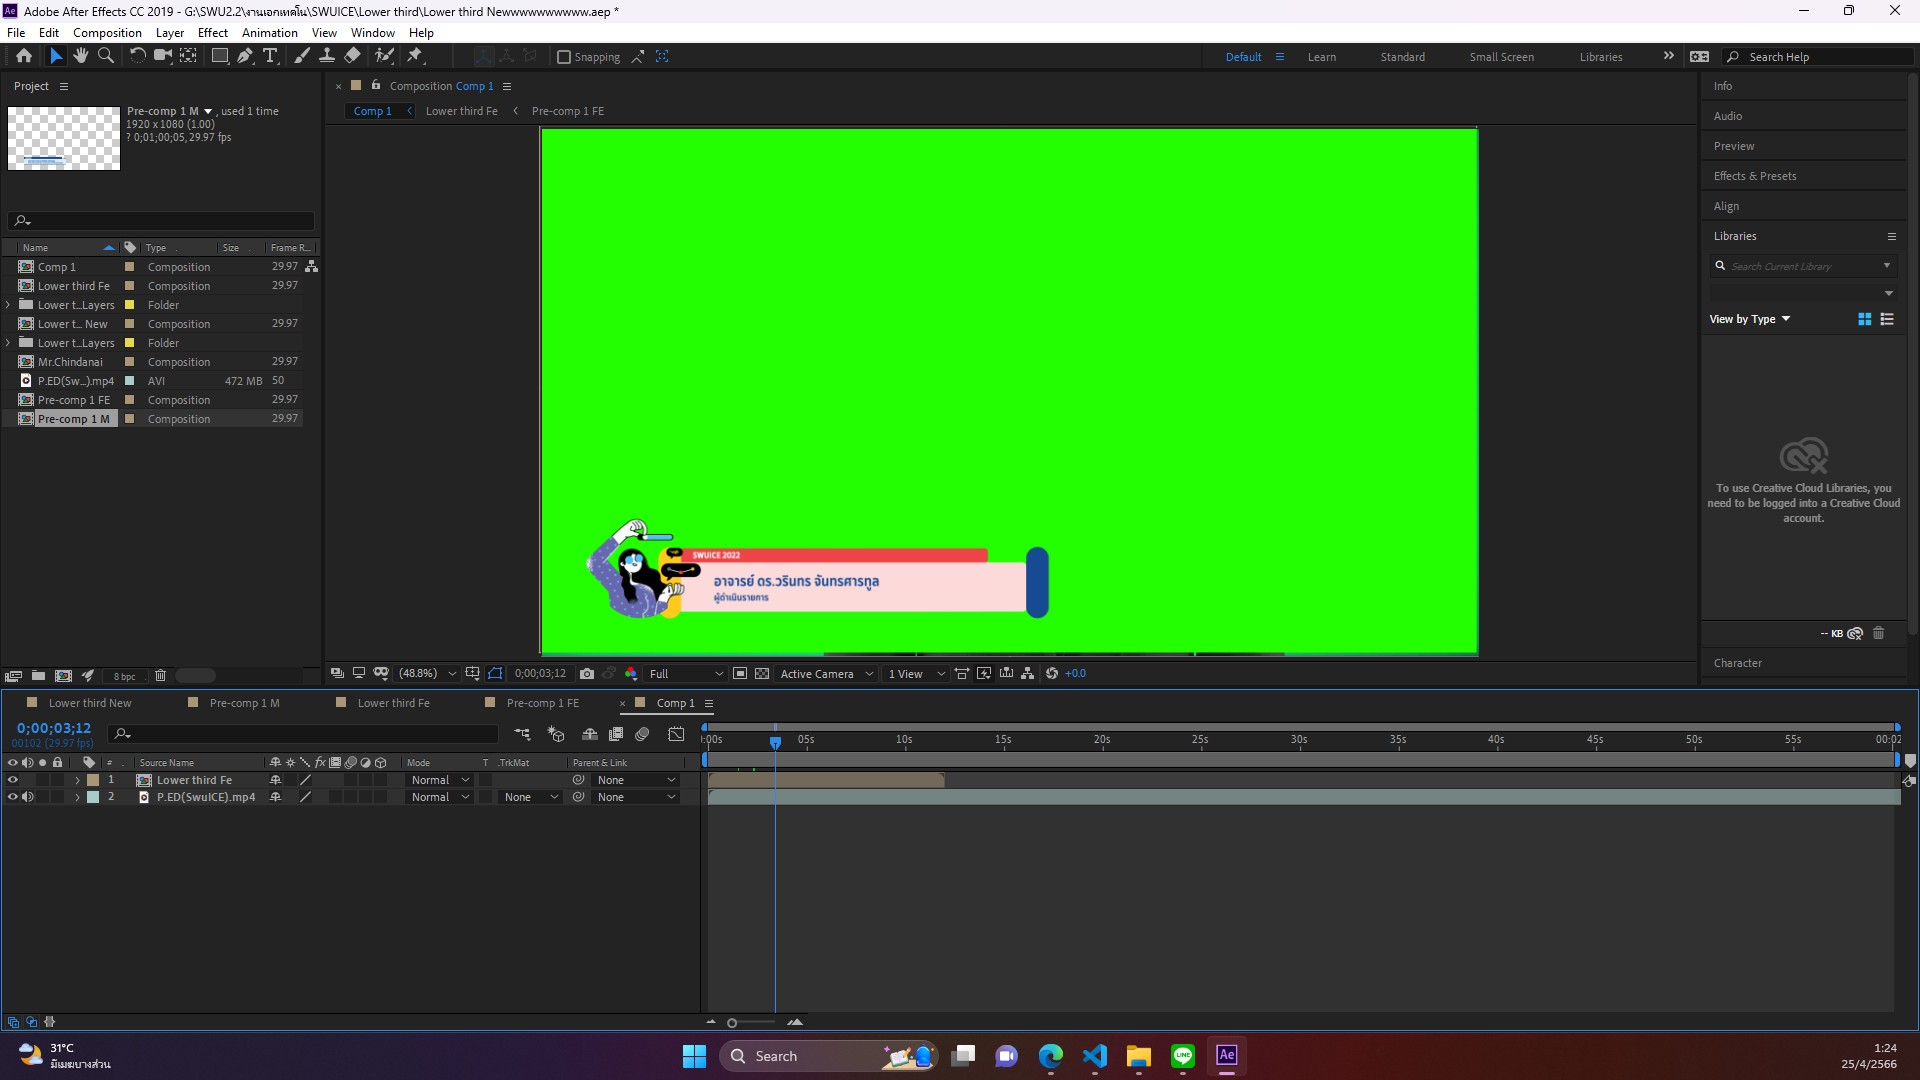 Adobe After Effects CC 2019 - G:\SWU2.2\งานเอกเทคโน\SWUICE\Lower third\Lower third Newwwwwwwwww.aep *
File Edit Composition Layer Effect Animation View Window Help
Snapping
Default Learn Standard Small Screen Libraries Search Help
Project
Pre-comp 1 M , used 1 time
1920 x 1080 (1.00)
? 0;01;00;05, 29.97 fps
Name Type Size Frame R...
Comp 1 Composition 29.97
Lower third Fe Composition 29.97
Lower t...Layers Folder
Lower t... New Composition 29.97
Lower t...Layers Folder
Mr.Chindanai Composition 29.97
P.ED(Sw...).mp4 AVI 472 MB 50
Pre-comp 1 FE Composition 29.97
Pre-comp 1 M Composition 29.97
8 bpc
Composition Comp 1
Comp 1 Lower third Fe Pre-comp 1 FE
SWUICE 2022
อาจารย์ ดร.วรินทร จันทรศารทูล
ผู้ดำเนินรายการ
(48.8%) 0;00;03;12 Full Active Camera 1 View +0.0
Info
Audio
Preview
Effects & Presets
Align
Libraries
Search Current Library
View by Type
To use Creative Cloud Libraries, you
need to be logged into a Creative Cloud
account.
-- KB
Character
Lower third New Pre-comp 1 M Lower third Fe Pre-comp 1 FE Comp 1
0;00;03;12
00102 (29.97 fps)
:00s 05s 10s 15s 20s 25s 30s 35s 40s 45s 50s 55s 00:02
# Source Name Mode T .TrkMat Parent & Link
1 Lower third Fe Normal None
2 P.ED(SwuICE).mp4 Normal None None
31°C
มีเมฆบางส่วน
Search
1:24
25/4/2566